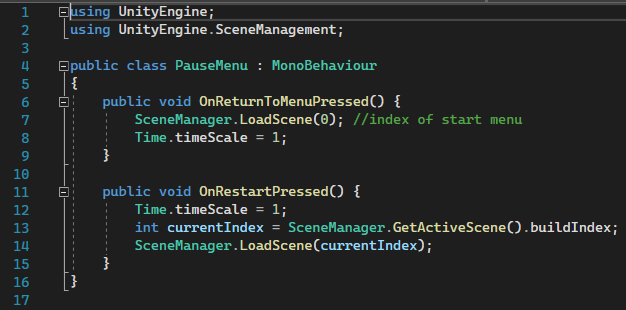 1 using UnityEngine;
2 using UnityEngine.SceneManagement;
3
4 public class PauseMenu : MonoBehaviour
5 {
6     public void OnReturnToMenuPressed() {
7         SceneManager.LoadScene(0); //index of start menu
8         Time.timeScale = 1;
9     }
10
11     public void OnRestartPressed() {
12         Time.timeScale = 1;
13         int currentIndex = SceneManager.GetActiveScene().buildIndex;
14         SceneManager.LoadScene(currentIndex);
15     }
16 }
17